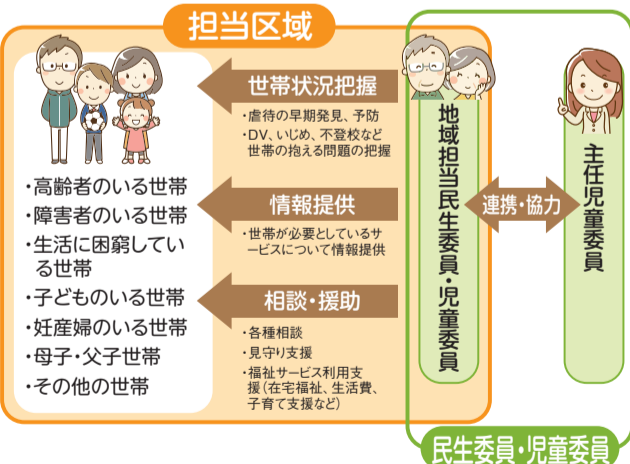 担当区域
・高齢者のいる世帯
・障害者のいる世帯
・生活に困窮してい
る世帯
・子どものいる世帯
・妊産婦のいる世帯
・母子・父子世帯
・その他の世帯
世帯状況把握
・虐待の早期発見、予防
・DV、いじめ、不登校など
世帯の抱える問題の把握
情報提供
・世帯が必要としているサ
ービスについて情報提供
相談・援助
・各種相談
・見守り支援
・福祉サービス利用支
援(在宅福祉、生活費、
子育て支援など)
地域担当民生委員・児童委員
連携・協力
主任児童委員
民生委員・児童委員